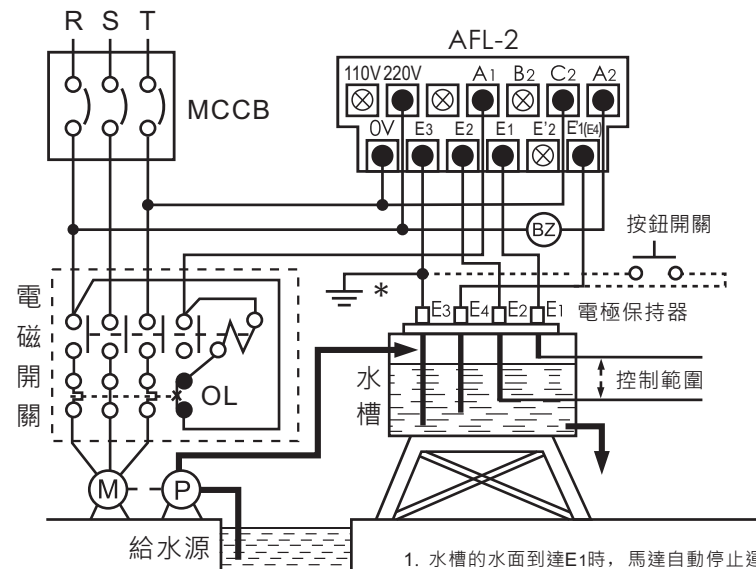 R S T
AFL-2
110V 220V A1 B2 C2 A2
MCCB
0V E3 E2 E1 E'2 E'1(E4)
BZ
按鈕開關
*
電磁開關
E3 E4 E2 E1 電極保持器
水槽
控制範圍
OL
M P
給水源
1. 水槽的水面到達E1時，馬達自動停止